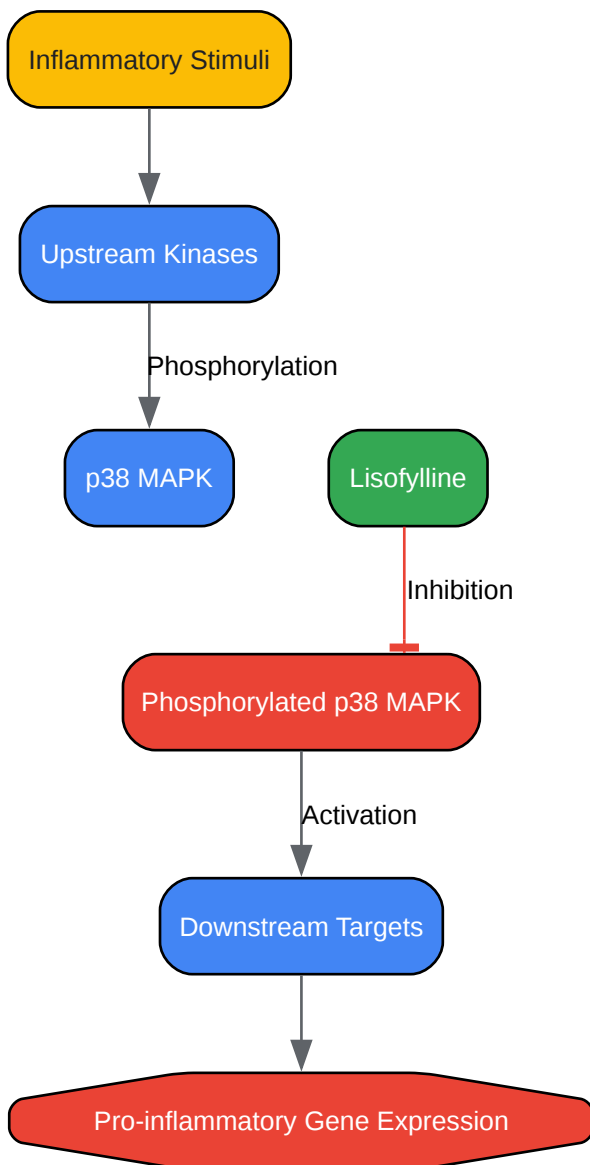 Inflammatory Stimuli
Upstream Kinases
Phosphorylation
p38 MAPK
Lisofylline
Inhibition
Phosphorylated p38 MAPK
Activation
Downstream Targets
Pro-inflammatory Gene Expression